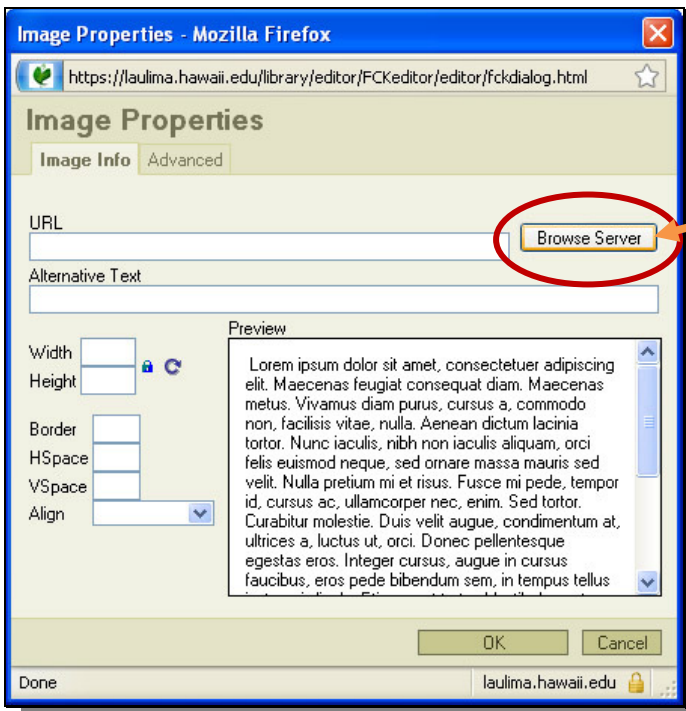 Image Properties - Mozilla Firefox
https://laulima.hawaii.edu/library/editor/FCKeditor/editor/fckdialog.html
Image Properties
Image Info Advanced
URL
Browse Server
Alternative Text
Width
Height
Border
HSpace
VSpace
Align
Preview
Lorem ipsum dolor sit amet, consectetuer adipiscing
elit. Maecenas feugiat consequat diam. Maecenas
metus. Vivamus diam purus, cursus a, commodo
non, facilisis vitae, nulla. Aenean dictum lacinia
tortor. Nunc iaculis, nibh non iaculis aliquam, orci
felis euismod neque, sed ornare massa mauris sed
velit. Nulla pretium mi et risus. Fusce mi pede, tempor
id, cursus ac, ullamcorper nec, enim. Sed tortor.
Curabitur molestie. Duis velit augue, condimentum at,
ultrices a, luctus ut, orci. Donec pellentesque
egestas eros. Integer cursus, augue in cursus
faucibus, eros pede bibendum sem, in tempus tellus
OK Cancel
Done laulima.hawaii.edu